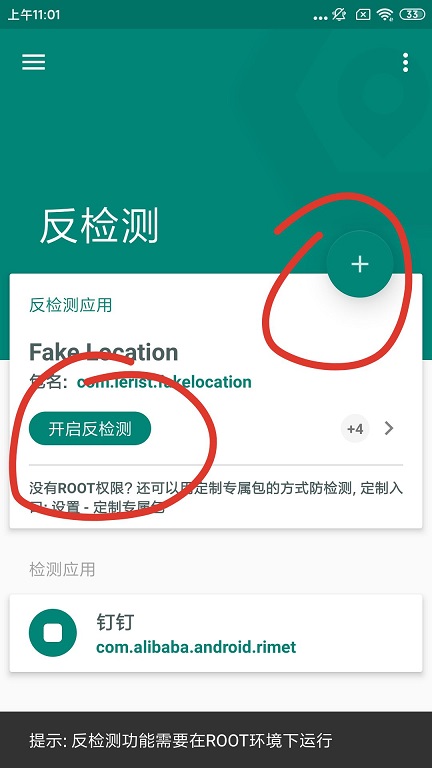 上午11:01
33
反检测
反检测应用
Fake Location
包名: com.lerist.fakelocation
开启反检测
+4
没有ROOT权限? 还可以用定制专属包的方式防检测, 定制入
口: 设置 - 定制专属包
检测应用
钉钉
com.alibaba.android.rimet
提示: 反检测功能需要在ROOT环境下运行